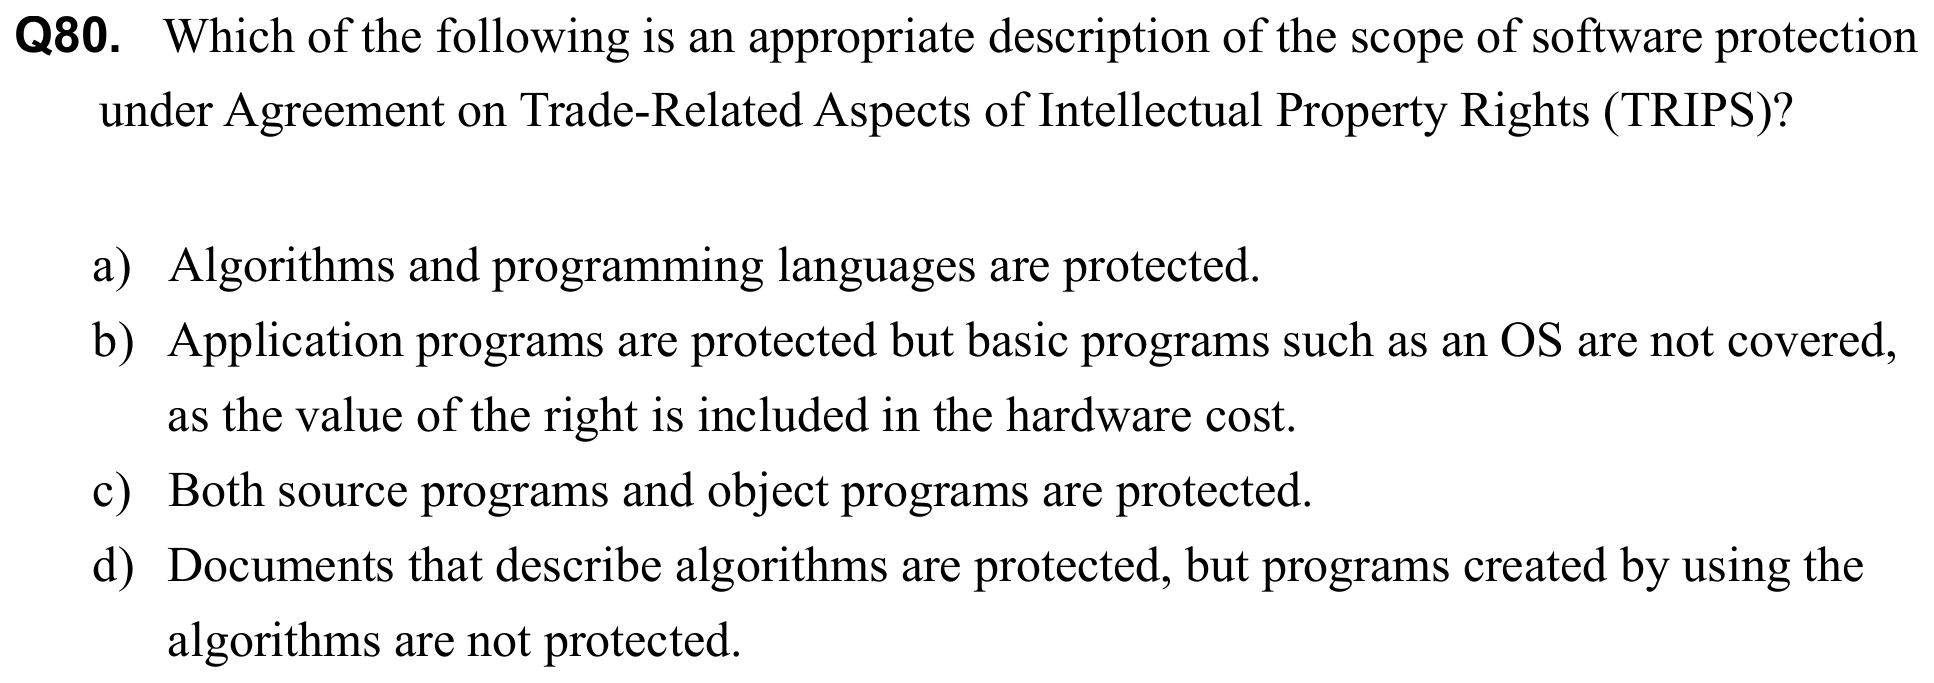 Q80. Which of the following is an appropriate description of the scope of software protection
under Agreement on Trade-Related Aspects of Intellectual Property Rights (TRIPS)?
a) Algorithms and programming languages are protected.
b) Application programs are protected but basic programs such as an OS are not covered,
as the value of the right is included in the hardware cost.
c) Both source programs and object programs are protected.
d) Documents that describe algorithms are protected, but programs created by using the
algorithms are not protected.